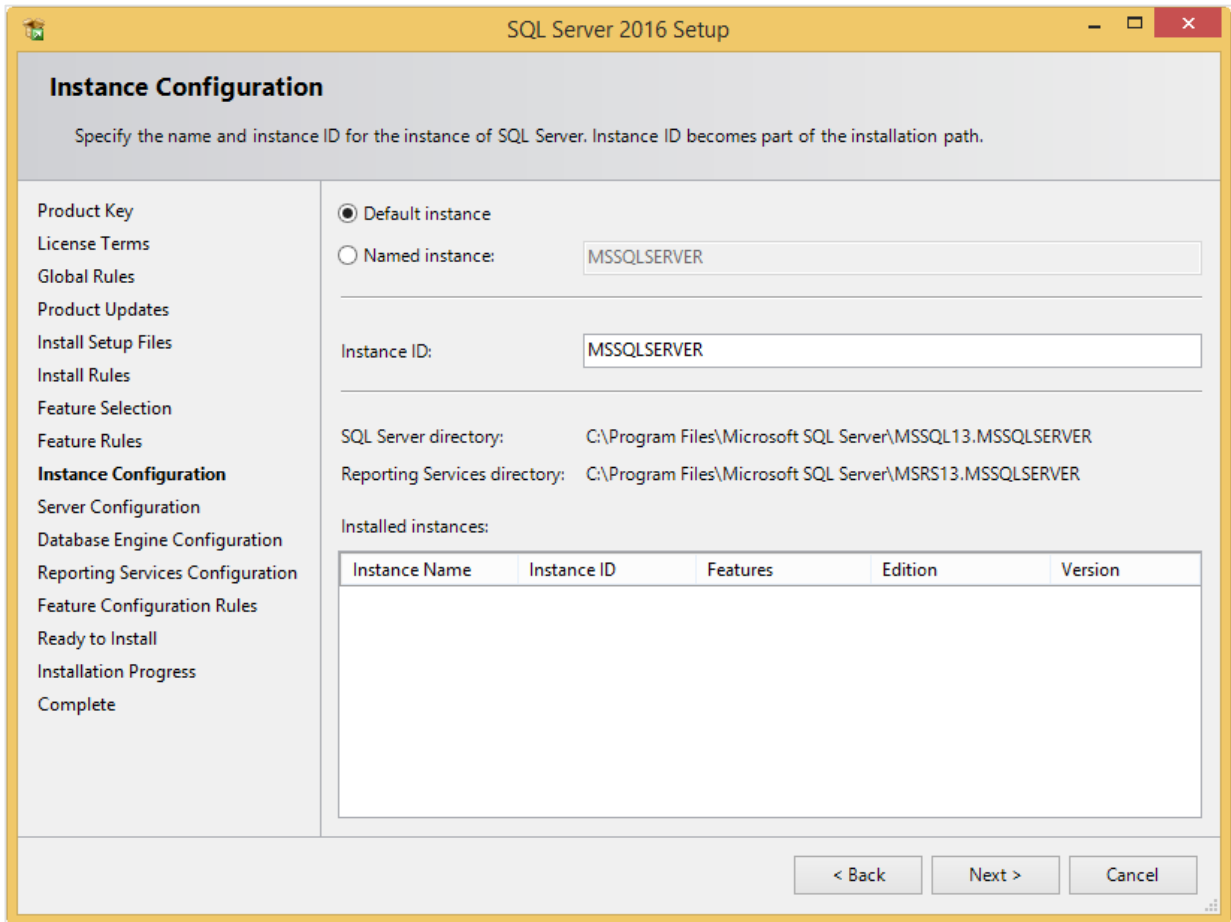 SQL Server 2016 Setup
Instance Configuration
Specify the name and instance ID for the instance of SQL Server. Instance ID becomes part of the installation path.
Product Key
License Terms
Global Rules
Product Updates
Install Setup Files
Install Rules
Feature Selection
Feature Rules
Instance Configuration
Server Configuration
Database Engine Configuration
Reporting Services Configuration
Feature Configuration Rules
Ready to Install
Installation Progress
Complete
Default instance
Named instance: MSSQLSERVER
Instance ID: MSSQLSERVER
SQL Server directory: C:\Program Files\Microsoft SQL Server\MSSQL13.MSSQLSERVER
Reporting Services directory: C:\Program Files\Microsoft SQL Server\MSRS13.MSSQLSERVER
Installed instances:
Instance Name Instance ID Features Edition Version
< Back Next > Cancel